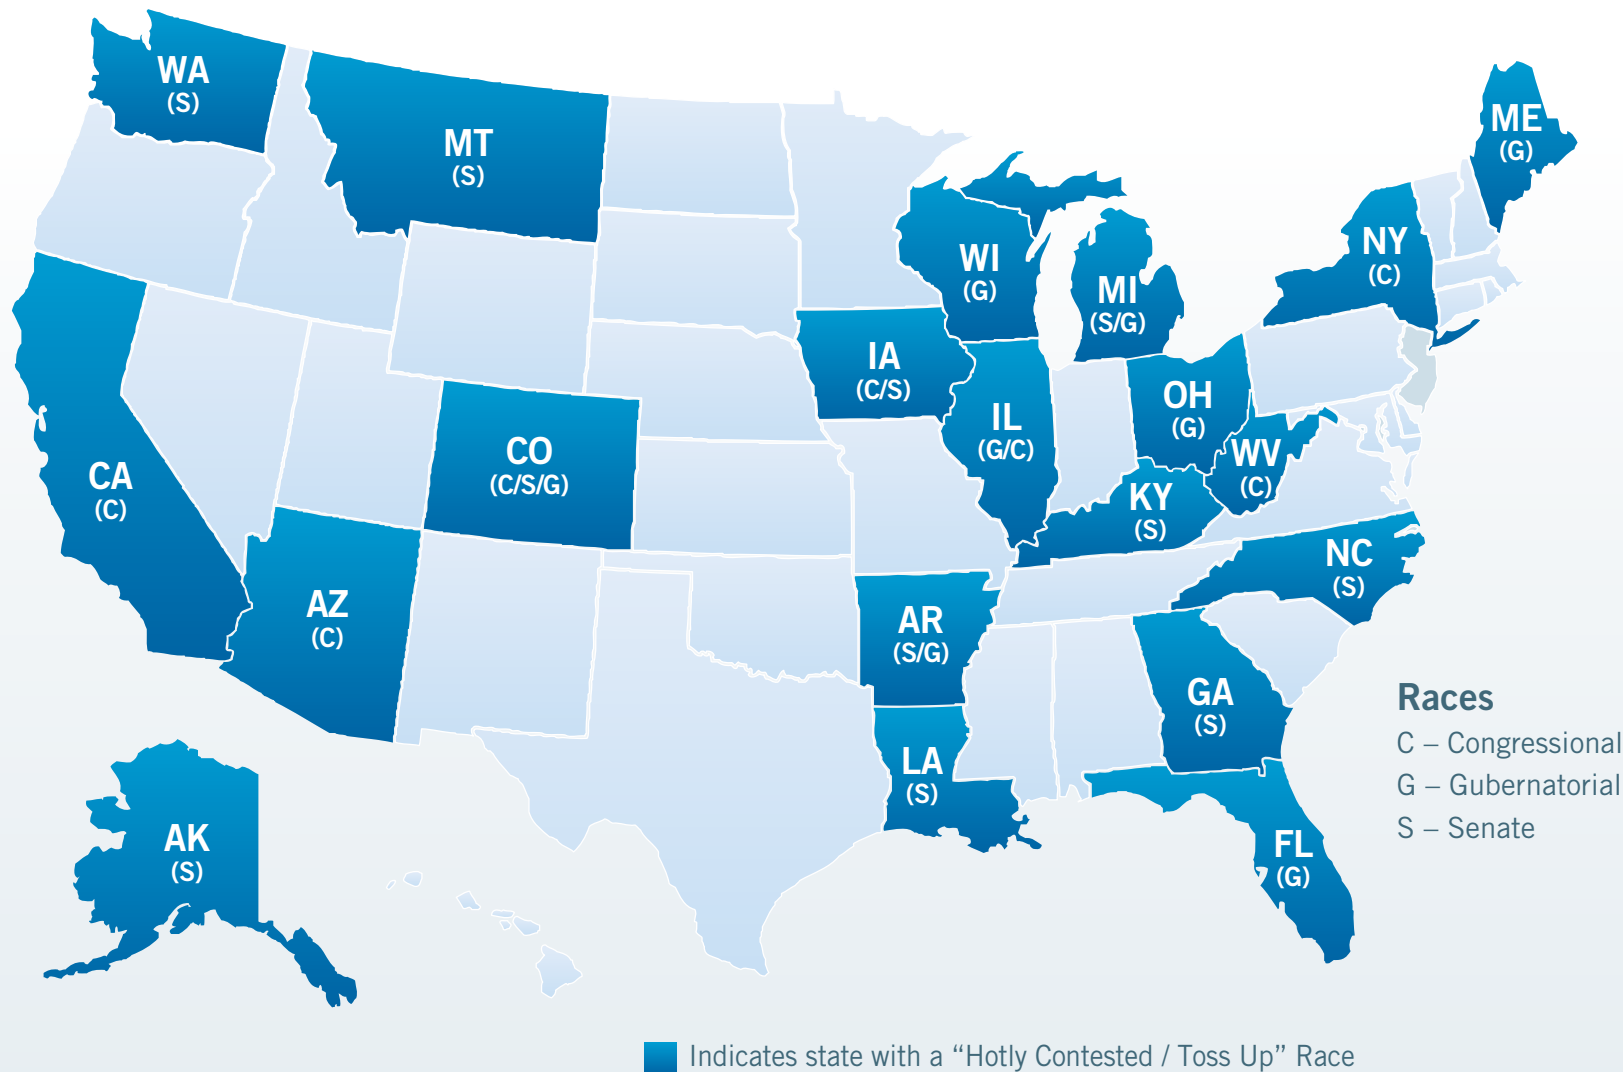 WA
(S)
MT
(S)
ME
(G)
NY
(C)
WI
(G)
MI
(S/G)
IA
(C/S)
OH
(G)
IL
(G/C)
WV
(C)
CO
(C/S/G)
CA
(C)
KY
(S)
NC
(S)
AZ
(C)
AR
(S/G)
GA
(S)
LA
(S)
AK
(S)
FL
(G)
Races
C – Congressional
G – Gubernatorial
S – Senate
Indicates state with a “Hotly Contested / Toss Up” Race